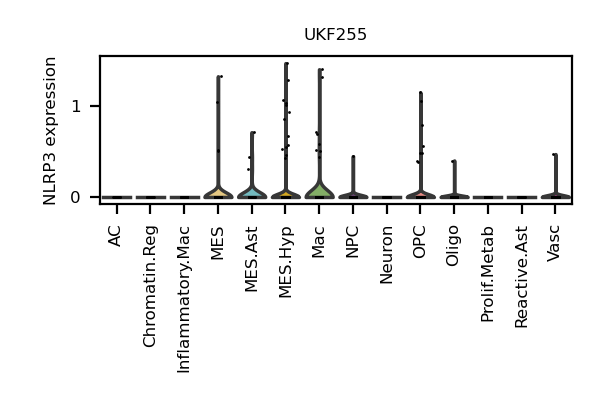 UKF255
NLRP3 expression
1
0
AC
Chromatin.Reg
Inflammatory.Mac
MES
MES.Ast
MES.Hyp
Mac
NPC
Neuron
OPC
Oligo
Prolif.Metab
Reactive.Ast
Vasc